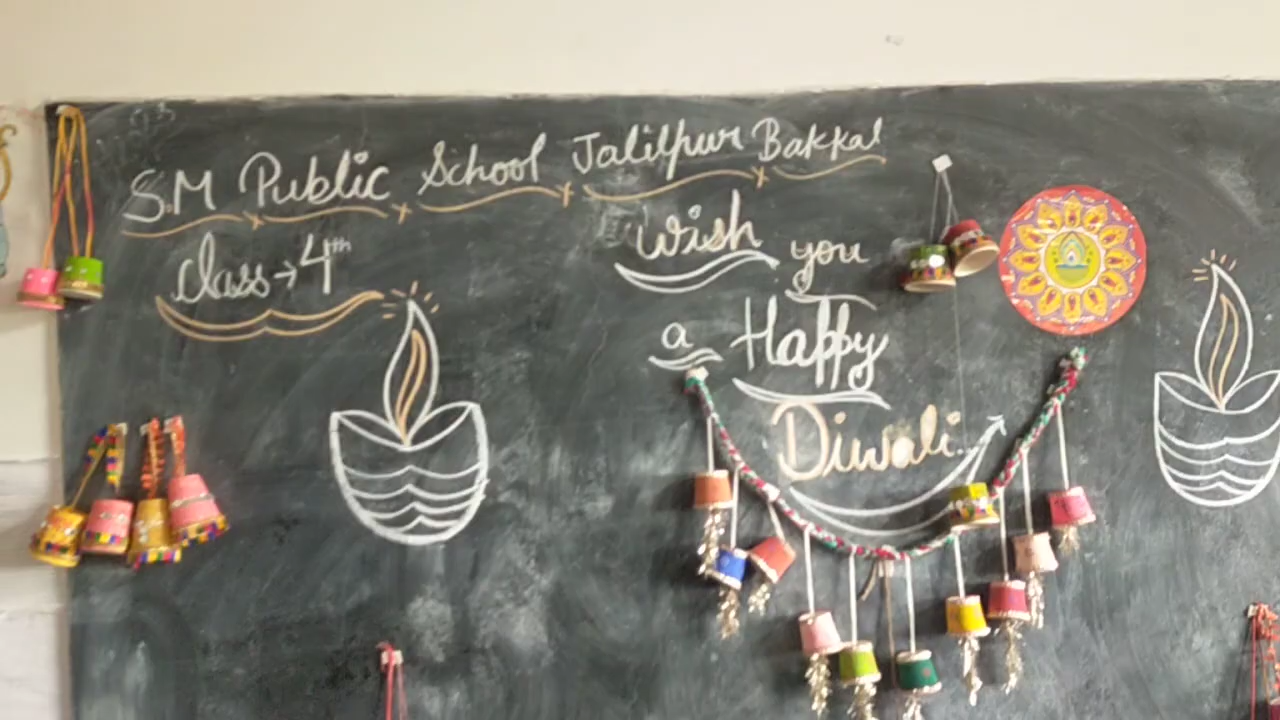 S.M Public School Jalilpur Bakkal
Class → 4th
Wish you
a Happy
Diwali..